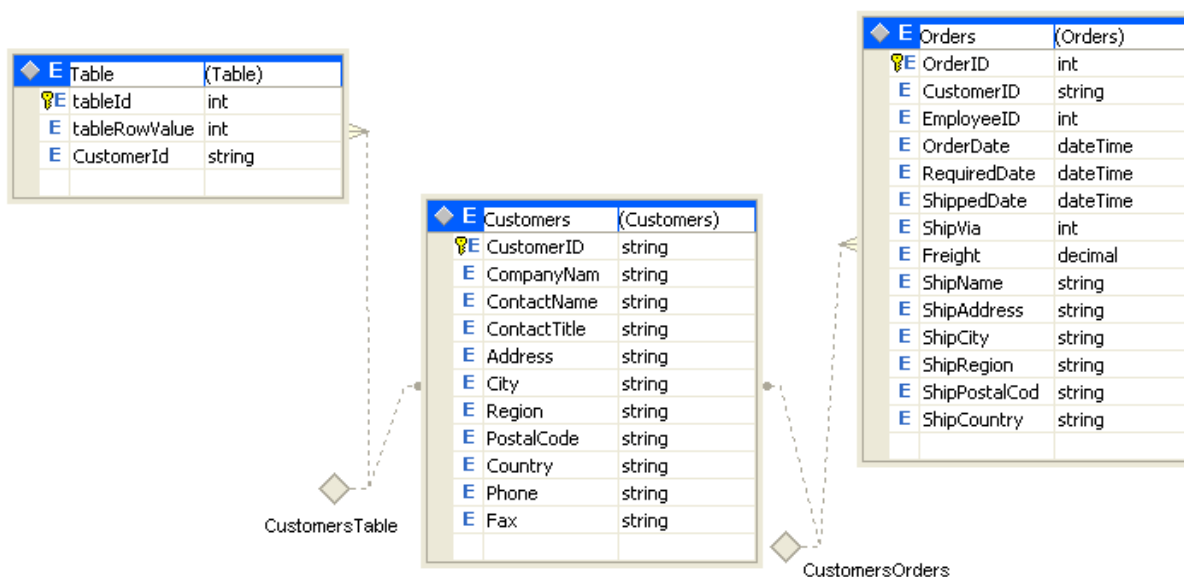 E Table (Table)
E tableId int
E tableRowValue int
E CustomerId string
CustomersTable
E Customers (Customers)
E CustomerID string
E CompanyNam string
E ContactName string
E ContactTitle string
E Address string
E City string
E Region string
E PostalCode string
E Country string
E Phone string
E Fax string
CustomersOrders
E Orders (Orders)
E OrderID int
E CustomerID string
E EmployeeID int
E OrderDate dateTime
E RequiredDate dateTime
E ShippedDate dateTime
E ShipVia int
E Freight decimal
E ShipName string
E ShipAddress string
E ShipCity string
E ShipRegion string
E ShipPostalCod string
E ShipCountry string